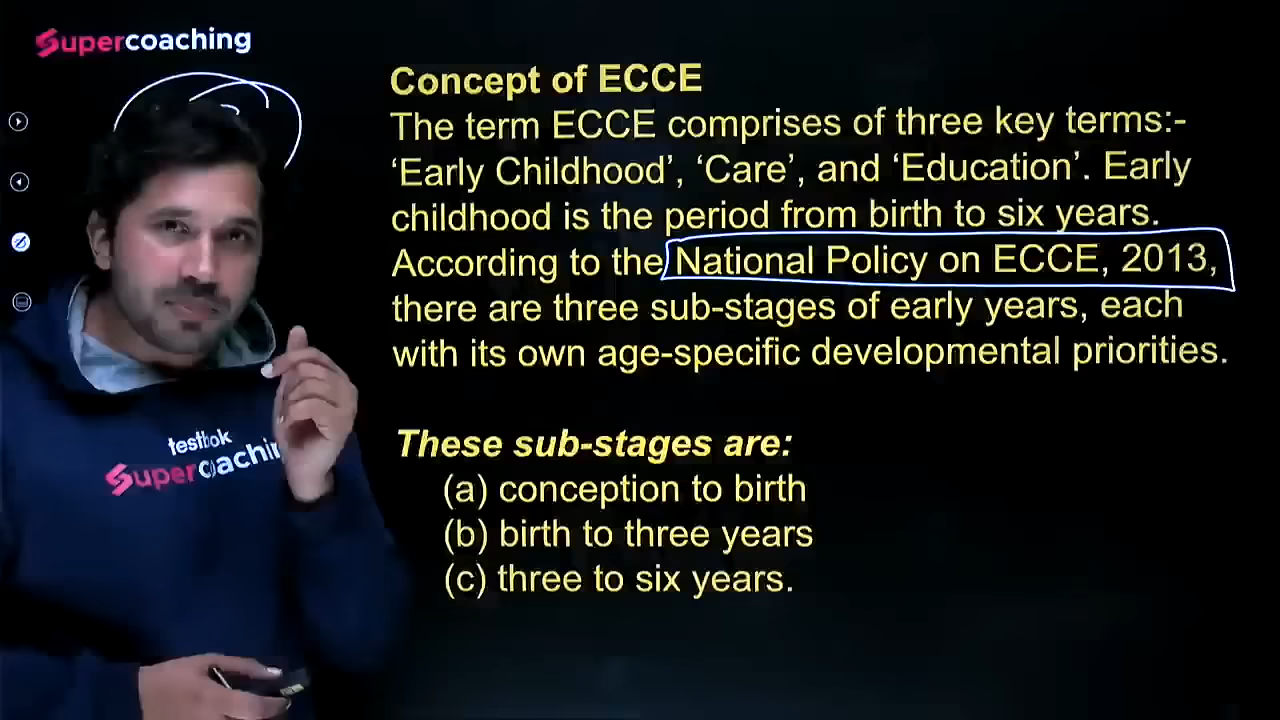 Supercoaching
Concept of ECCE
The term ECCE comprises of three key terms:-
‘Early Childhood’, ‘Care’, and ‘Education’. Early
childhood is the period from birth to six years.
According to the National Policy on ECCE, 2013,
there are three sub-stages of early years, each
with its own age-specific developmental priorities.
These sub-stages are:
(a) conception to birth
(b) birth to three years
(c) three to six years.
testbook
Supercoaching